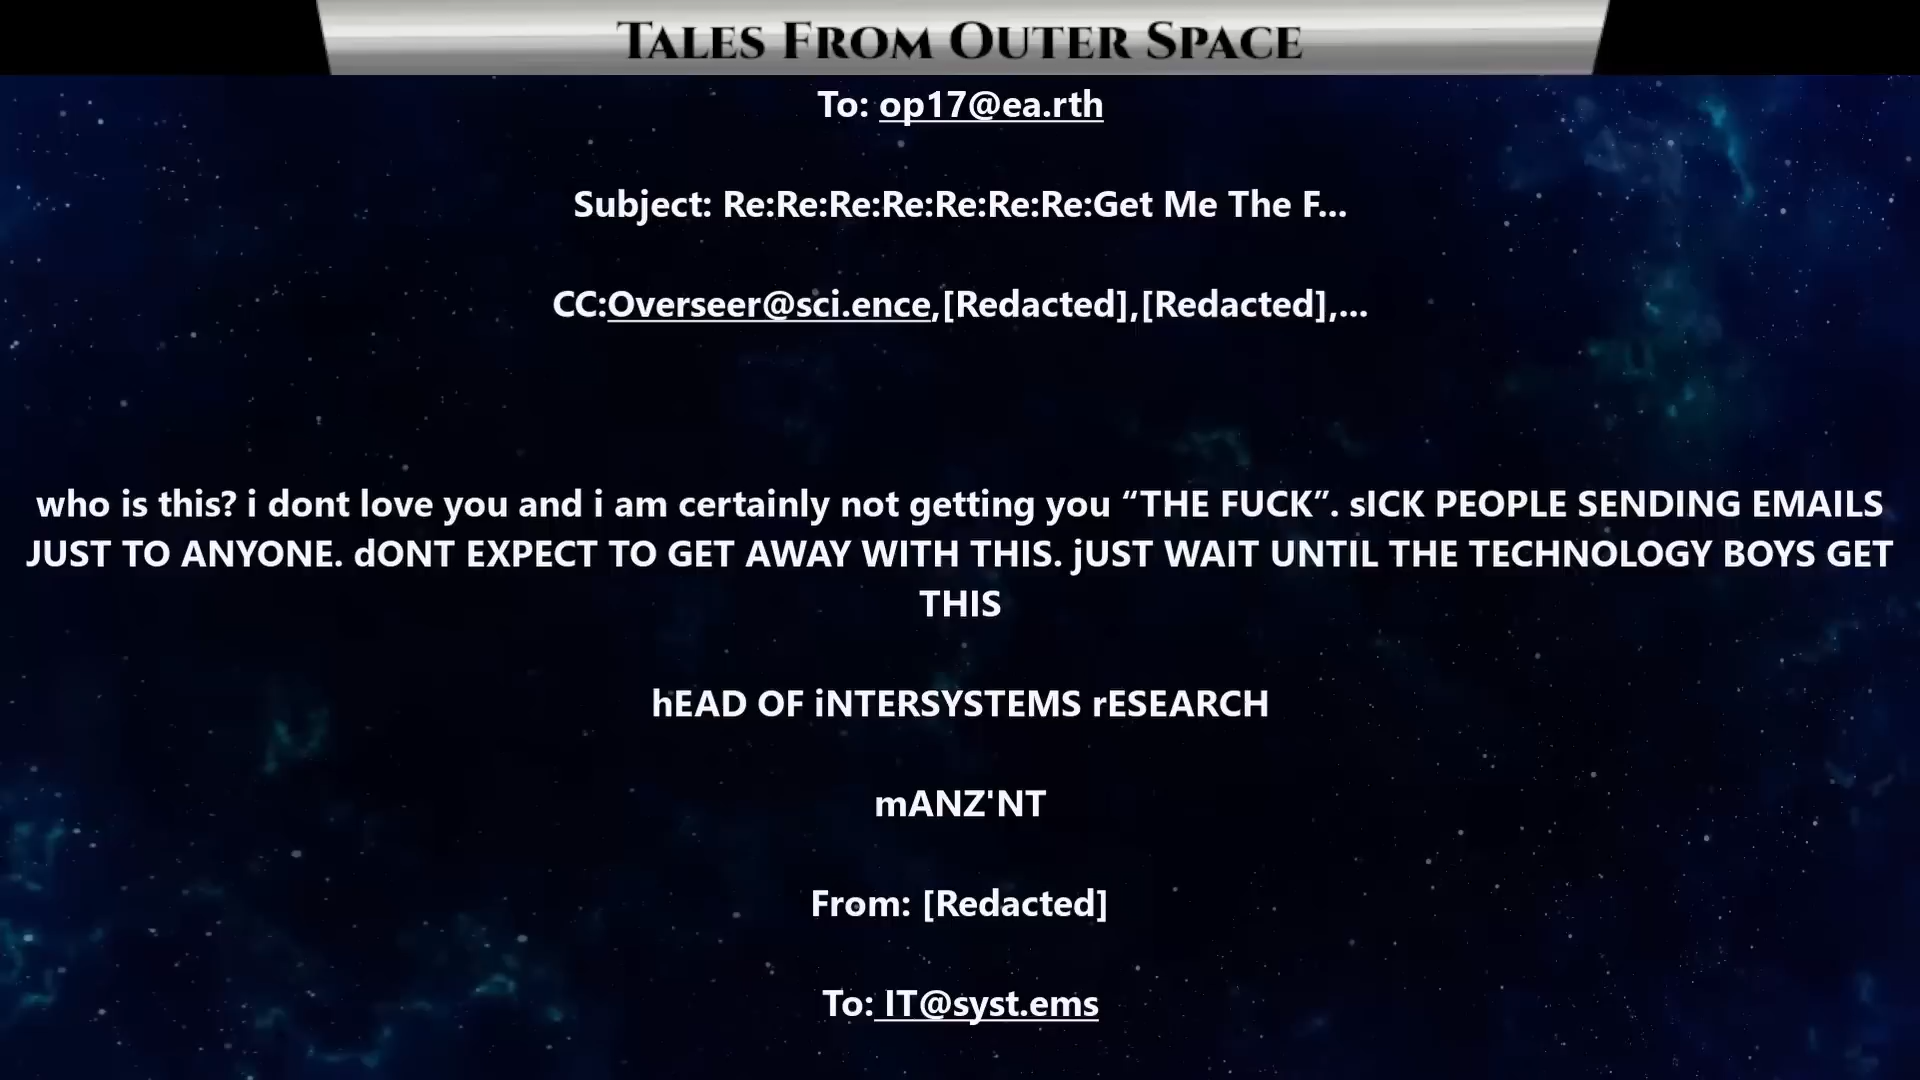 Tales From Outer Space
To: op17@ea.rth
Subject: Re:Re:Re:Re:Re:Re:Re:Get Me The F...
CC:Overseer@sci.ence,[Redacted],[Redacted],...
who is this? i dont love you and i am certainly not getting you “THE FUCK”. sICK PEOPLE SENDING EMAILS
JUST TO ANYONE. dONT EXPECT TO GET AWAY WITH THIS. jUST WAIT UNTIL THE TECHNOLOGY BOYS GET
THIS
hEAD OF iNTERSYSTEMS rESEARCH
mANZ'NT
From: [Redacted]
To: IT@syst.ems